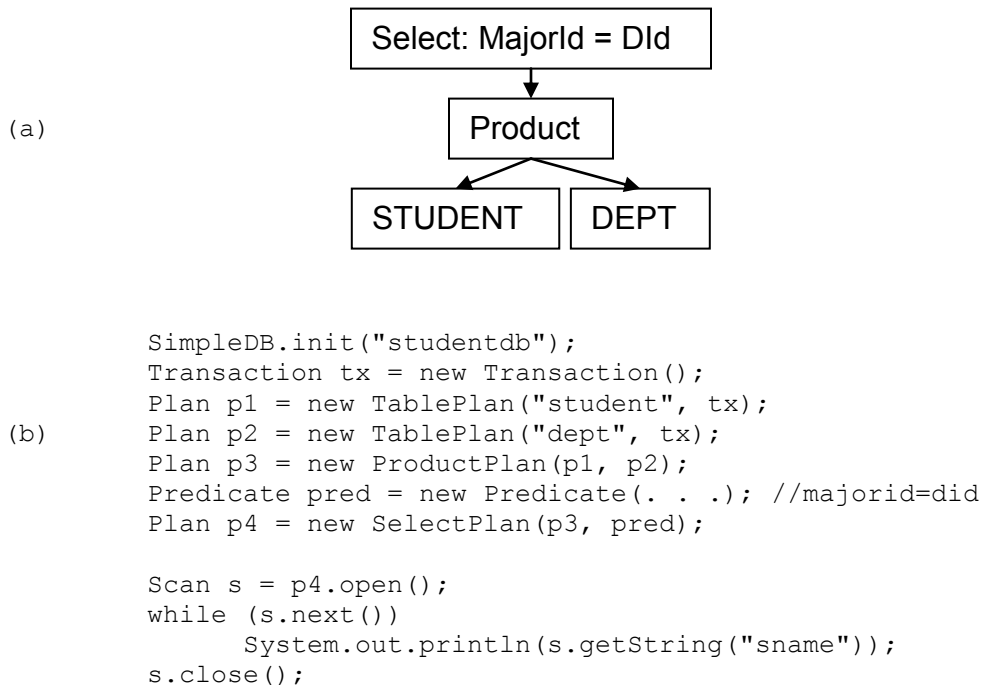 Select: MajorId = DId
(a)
Product
STUDENT DEPT
SimpleDB.init("studentdb");
Transaction tx = new Transaction();
Plan p1 = new TablePlan("student", tx);
(b) Plan p2 = new TablePlan("dept", tx);
Plan p3 = new ProductPlan(p1, p2);
Predicate pred = new Predicate(. . .); //majorid=did
Plan p4 = new SelectPlan(p3, pred);
Scan s = p4.open();
while (s.next())
System.out.println(s.getString("sname"));
s.close();